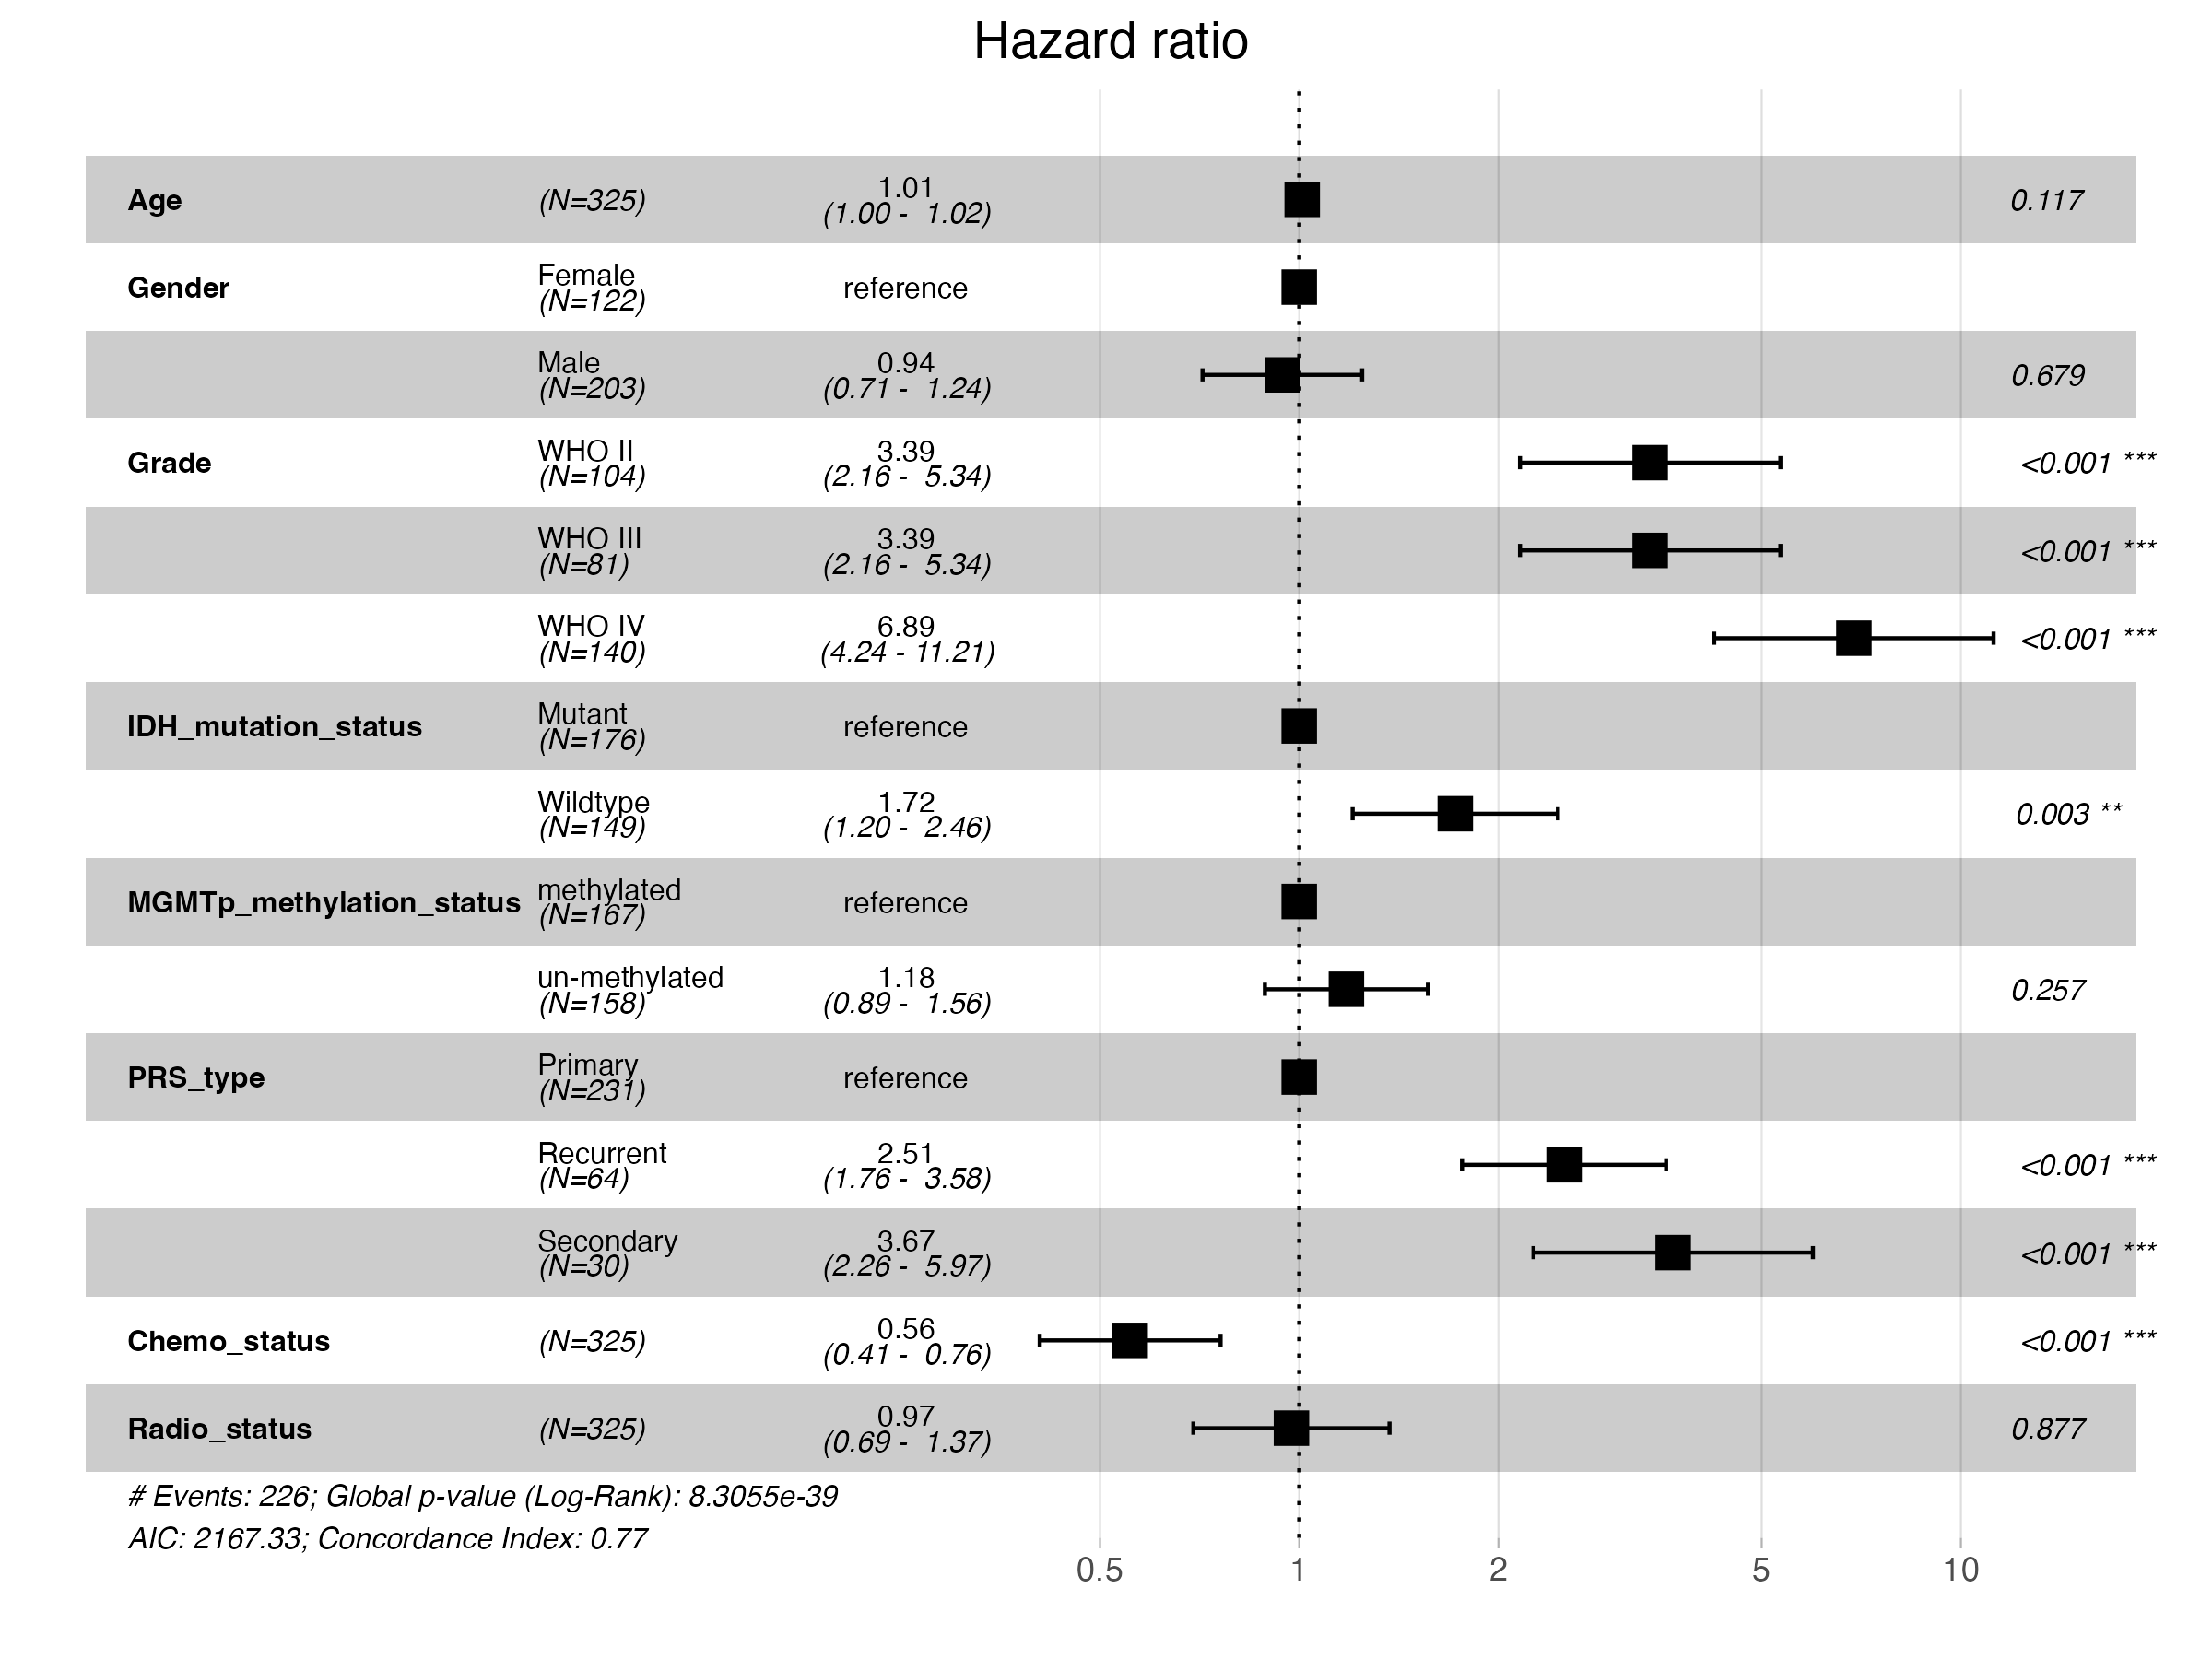 Hazard ratio
Age (N=325) 1.01 (1.00 - 1.02) 0.117
Gender Female (N=122) reference
Male (N=203) 0.94 (0.71 - 1.24) 0.679
Grade WHO II (N=104) 3.39 (2.16 - 5.34) <0.001 ***
WHO III (N=81) 3.39 (2.16 - 5.34) <0.001 ***
WHO IV (N=140) 6.89 (4.24 - 11.21) <0.001 ***
IDH_mutation_status Mutant (N=176) reference
Wildtype (N=149) 1.72 (1.20 - 2.46) 0.003 **
MGMTp_methylation_status methylated (N=167) reference
un-methylated (N=158) 1.18 (0.89 - 1.56) 0.257
PRS_type Primary (N=231) reference
Recurrent (N=64) 2.51 (1.76 - 3.58) <0.001 ***
Secondary (N=30) 3.67 (2.26 - 5.97) <0.001 ***
Chemo_status (N=325) 0.56 (0.41 - 0.76) <0.001 ***
Radio_status (N=325) 0.97 (0.69 - 1.37) 0.877
# Events: 226; Global p-value (Log-Rank): 8.3055e-39
AIC: 2167.33; Concordance Index: 0.77
0.5 1 2 5 10